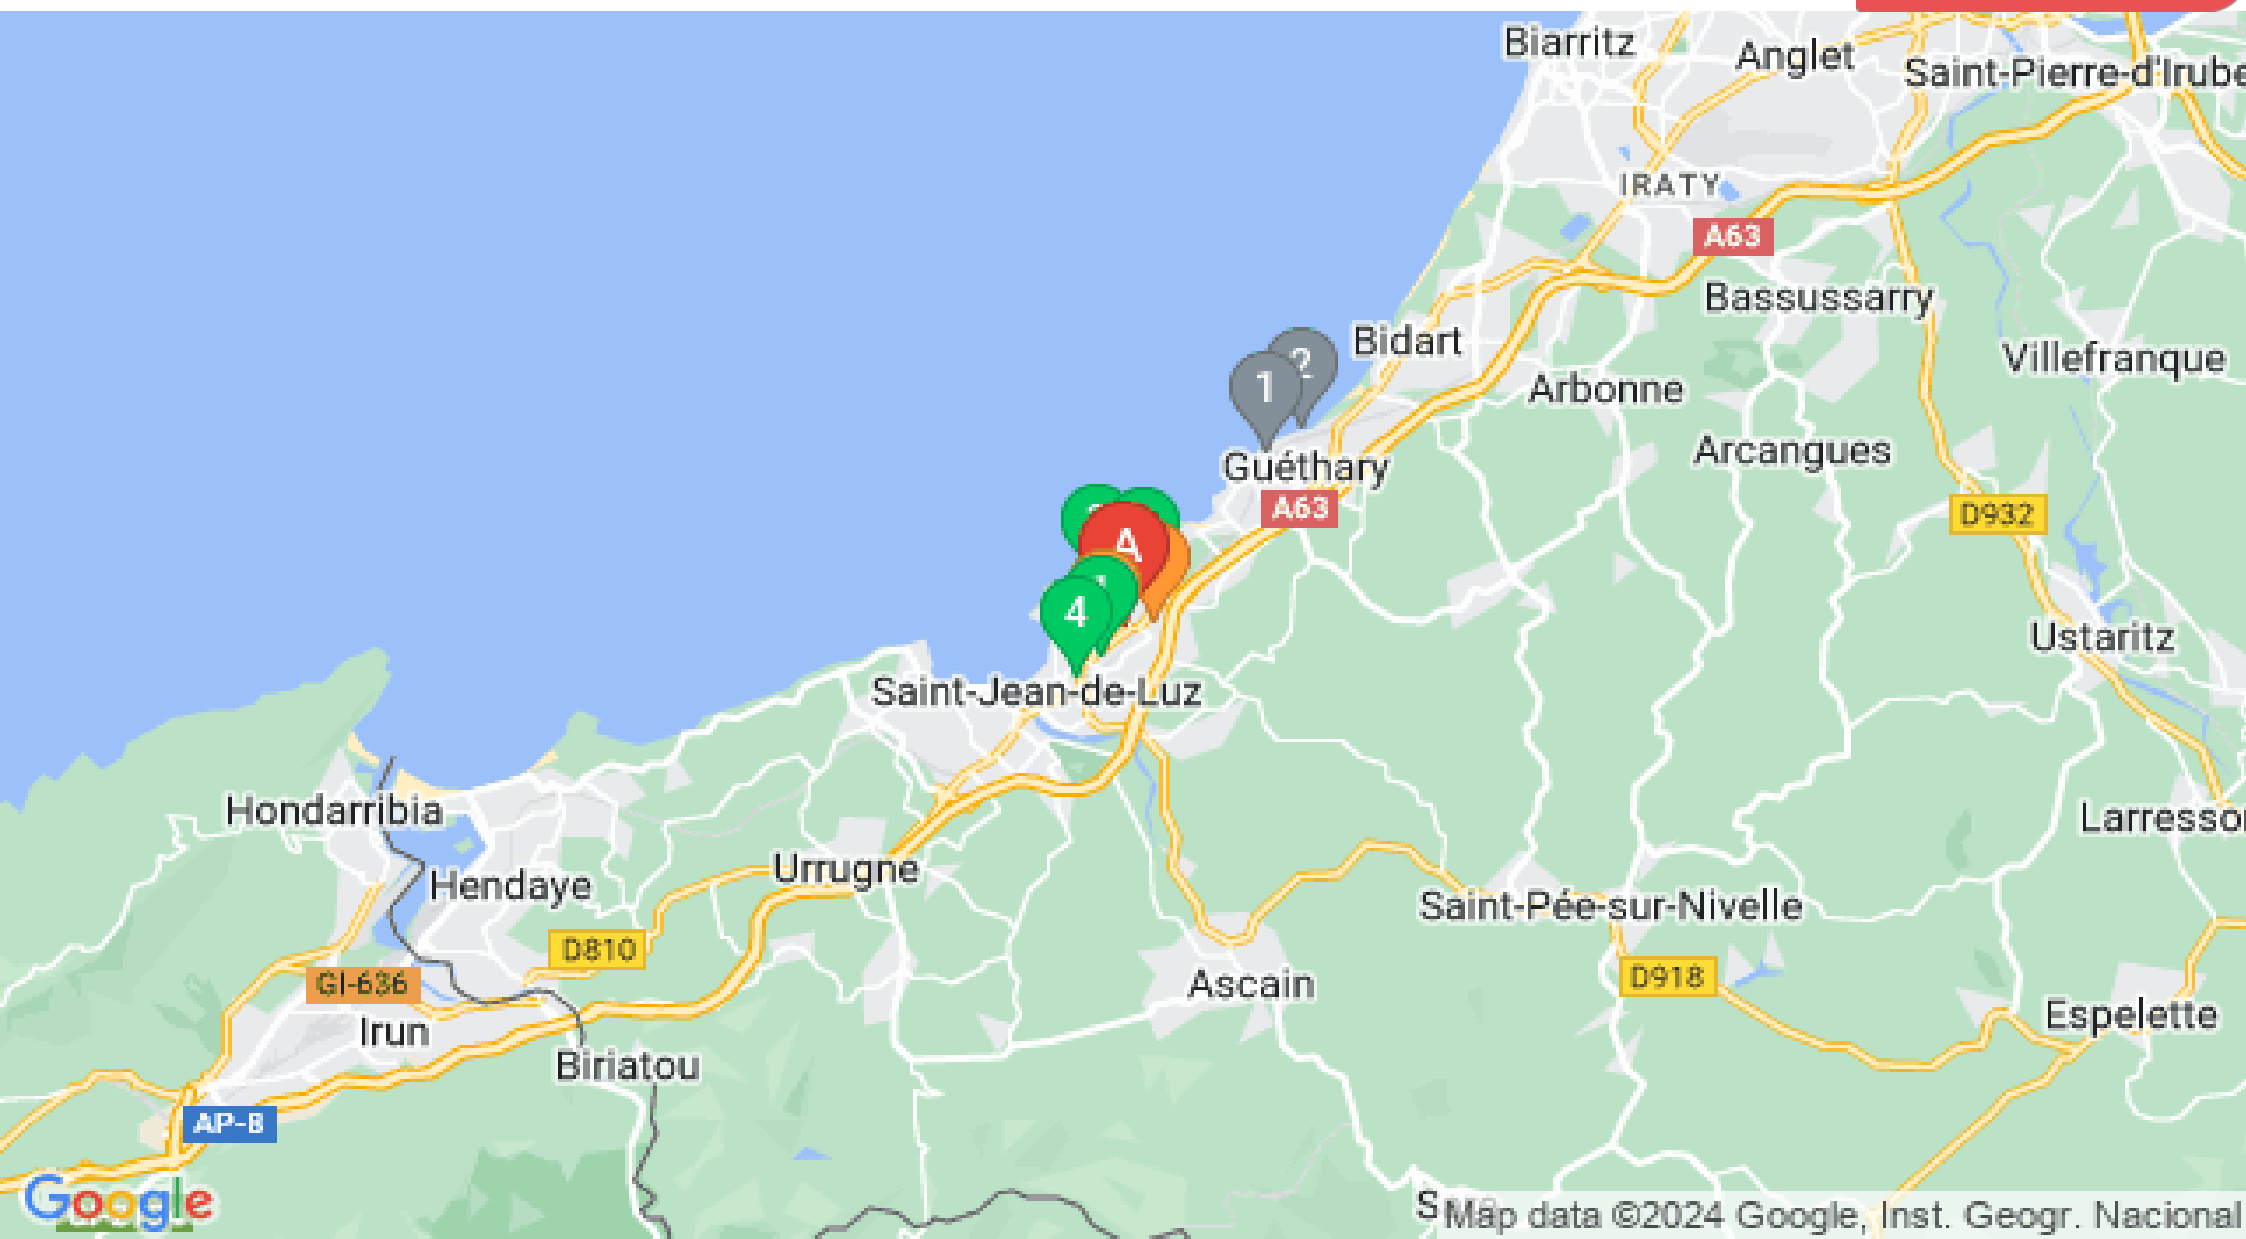 Biarritz
Anglet
Saint-Pierre-d'Irube
IRATY
A63
Bassussarry
Bidart
Villefranque
2
1
Arbonne
Arcangues
Guéthary
A63
D932
A
4
Ustaritz
Saint-Jean-de-Luz
Hondarribia
Larresso
Urrugne
Hendaye
Saint-Pée-sur-Nivelle
D810
D918
GI-636
Ascain
Espelette
Irun
Biriatou
AP-8
Google
Map data ©2024 Google, Inst. Geogr. Nacional